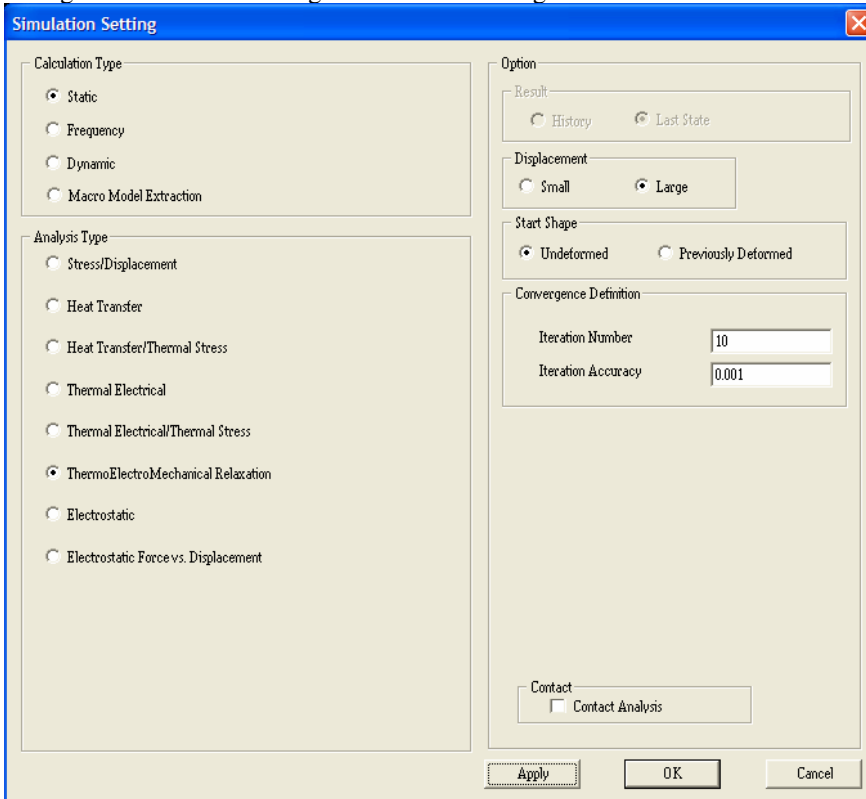 Simulation Setting
Calculation Type
Static
Frequency
Dynamic
Macro Model Extraction
Analysis Type
Stress/Displacement
Heat Transfer
Heat Transfer/Thermal Stress
Thermal Electrical
Thermal Electrical/Thermal Stress
ThermoElectroMechanical Relaxation
Electrostatic
Electrostatic Force vs. Displacement
Option
Result
History Last State
Displacement
Small Large
Start Shape
Undeformed Previously Deformed
Convergence Definition
Iteration Number 10
Iteration Accuracy 0.001
Contact
Contact Analysis
Apply OK Cancel